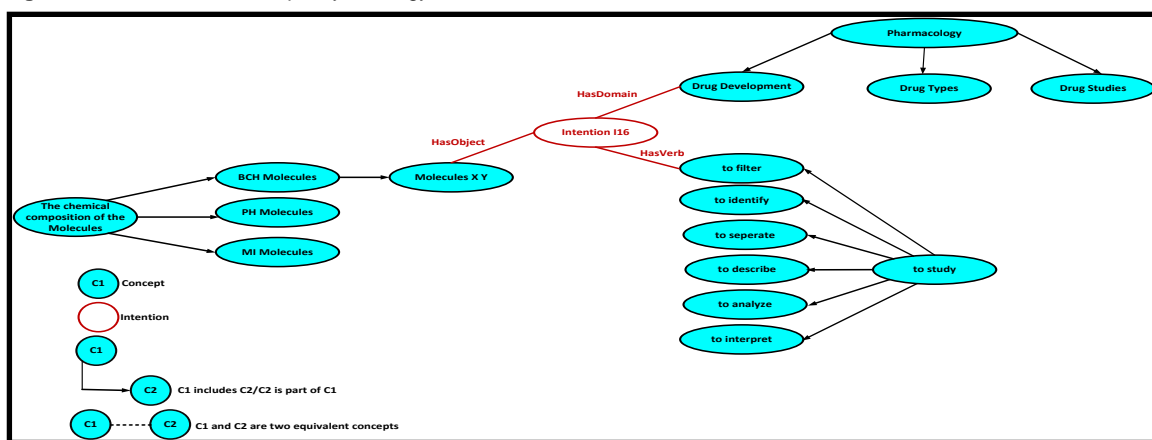 Pharmacology
Drug Development
Drug Types
Drug Studies
HasDomain
Intention I16
HasObject
HasVerb
BCH Molecules
Molecules X Y
to filter
to identify
The chemical
composition of the
Molecules
PH Molecules
to seperate
MI Molecules
to describe
to study
C1 Concept
to analyze
Intention
to interpret
C1
C2 C1 includes C2/C2 is part of C1
C1 C2 C1 and C2 are two equivalent concepts